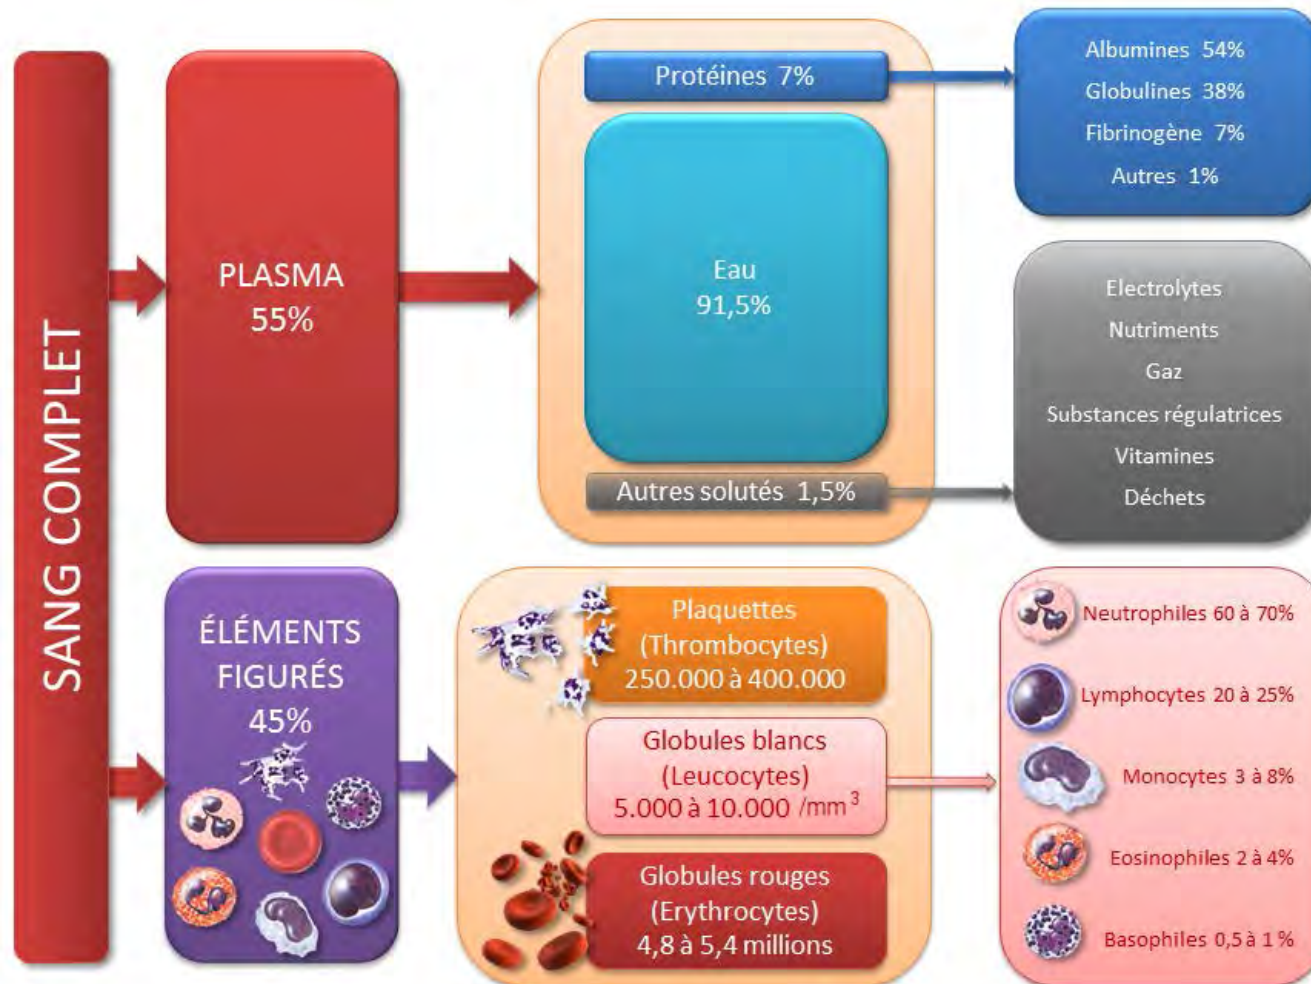 SANG COMPLET
PLASMA
55%
Protéines 7%
Eau
91,5%
Autres solutés 1,5%
Albumines 54%
Globulines 38%
Fibrinogène 7%
Autres 1%
Electrolytes
Nutriments
Gaz
Substances régulatrices
Vitamines
Déchets
ÉLÉMENTS
FIGURÉS
45%
Plaquettes
(Thrombocytes)
250.000 à 400.000
Globules blancs
(Leucocytes)
5.000 à 10.000 /mm³
Globules rouges
(Erythrocytes)
4,8 à 5,4 millions
Neutrophiles 60 à 70%
Lymphocytes 20 à 25%
Monocytes 3 à 8%
Eosinophiles 2 à 4%
Basophiles 0,5 à 1 %